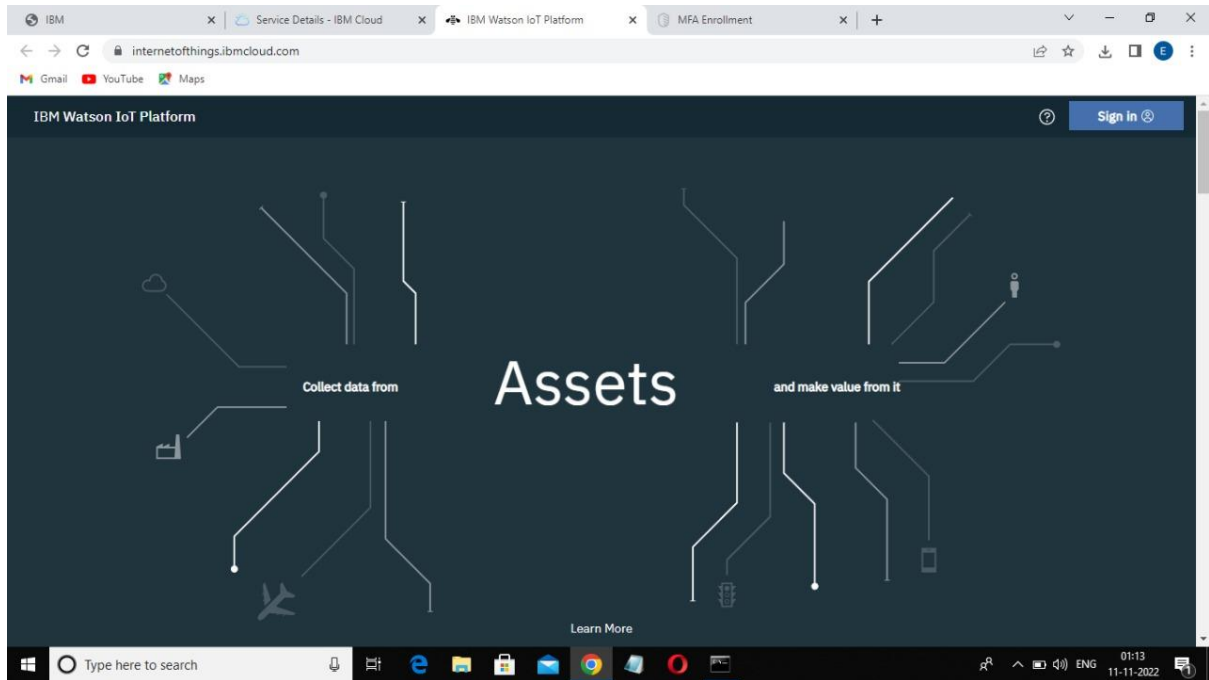 IBM
Service Details - IBM Cloud
IBM Watson IoT Platform
MFA Enrollment
internetofthings.ibmcloud.com
E
Gmail
YouTube
Maps
IBM Watson IoT Platform
Sign in
Collect data from
Assets
and make value from it
Learn More
Type here to search
ENG
01:13
11-11-2022
1